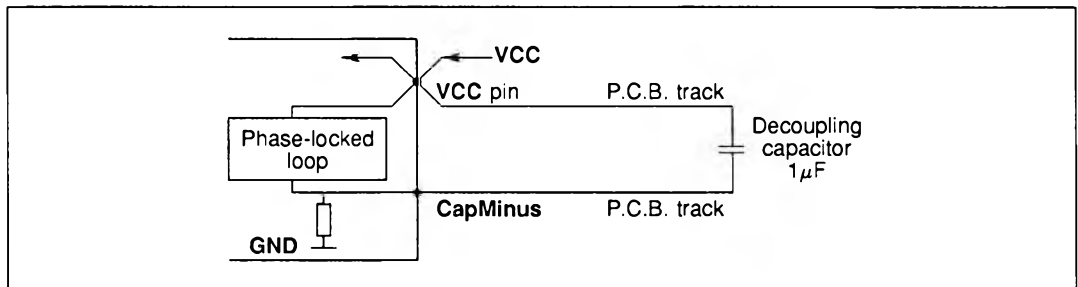 VCC
VCC pin
P.C.B. track
Phase-locked
loop
Decoupling
capacitor
1μF
CapMinus
P.C.B. track
GND